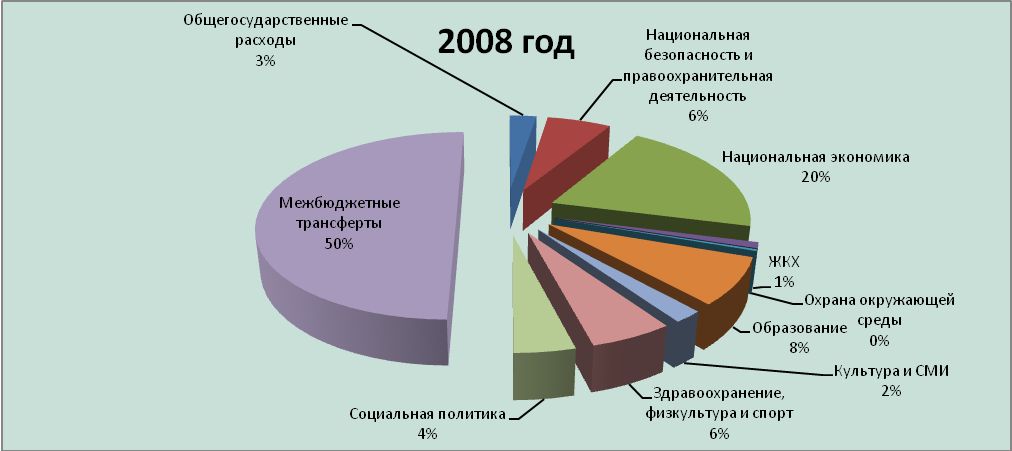 2008 год
Общегосударственные
расходы
3%
Национальная
безопасность и
правоохранительная
деятельность
6%
Национальная экономика
20%
ЖКХ
1%
Охрана окружающей
среды
0%
Образование
8%
Культура и СМИ
2%
Здравоохранение,
физкультура и спорт
6%
Социальная политика
4%
Межбюджетные
трансферты
50%